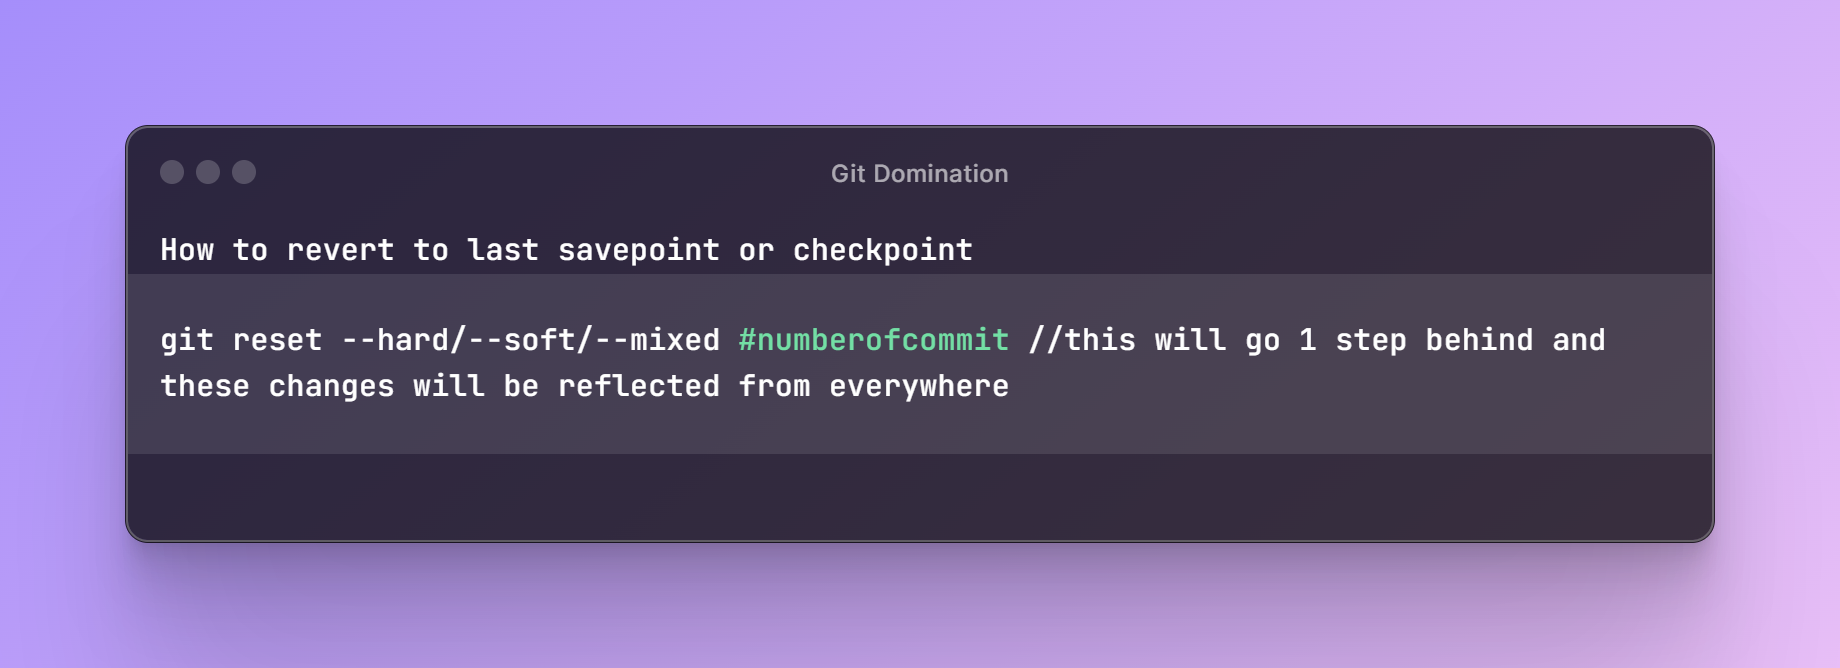 Git Domination
How to revert to last savepoint or checkpoint
git reset --hard/--soft/--mixed #numberofcommit //this will go 1 step behind and
these changes will be reflected from everywhere